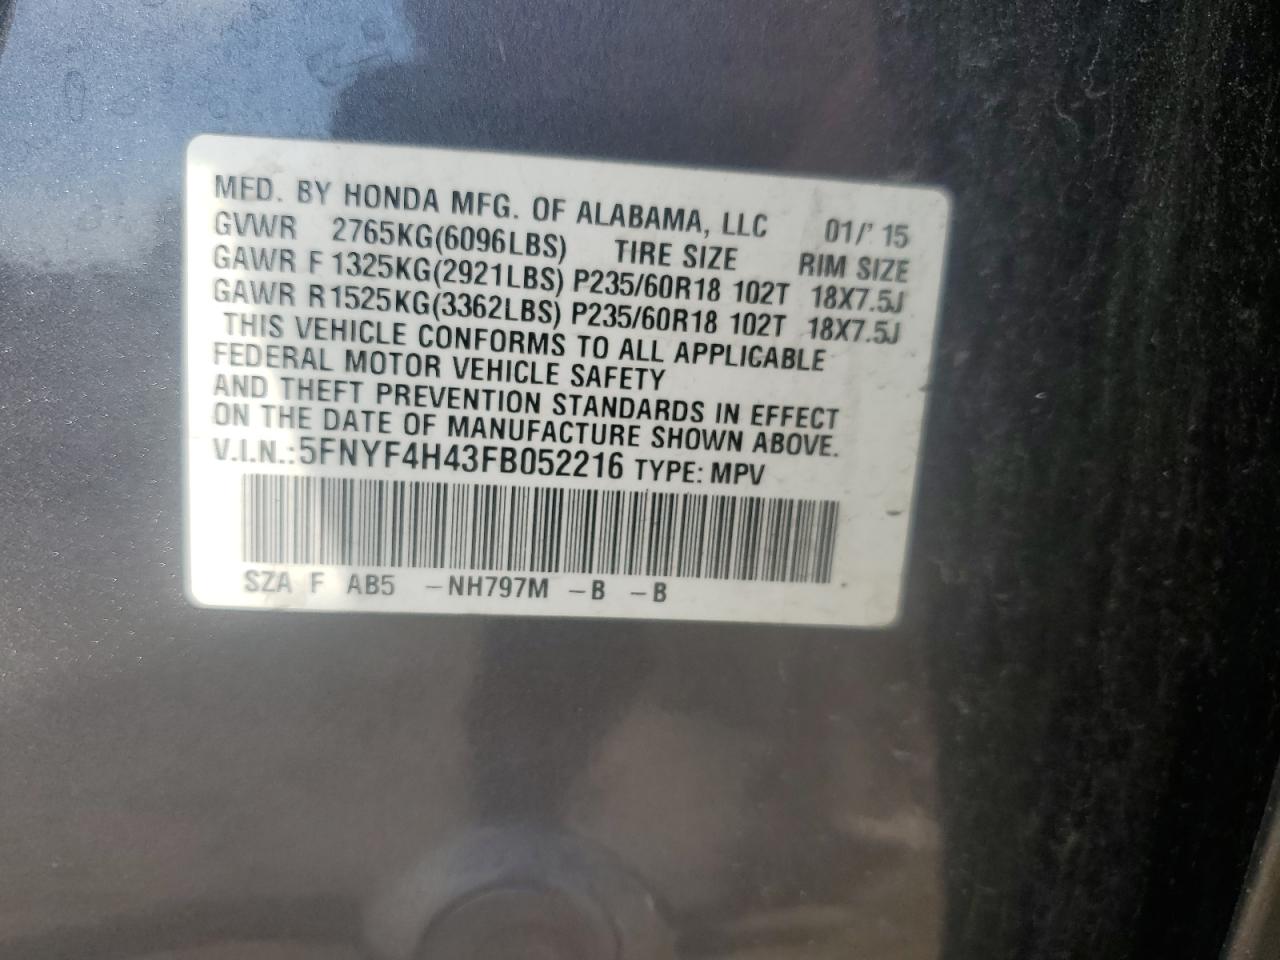 MFD. BY HONDA MFG. OF ALABAMA, LLC 01/'15
GVWR 2765KG(6096LBS) TIRE SIZE RIM SIZE
GAWR F 1325KG(2921LBS) P235/60R18 102T 18X7.5J
GAWR R 1525KG(3362LBS) P235/60R18 102T 18X7.5J
THIS VEHICLE CONFORMS TO ALL APPLICABLE
FEDERAL MOTOR VEHICLE SAFETY
AND THEFT PREVENTION STANDARDS IN EFFECT
ON THE DATE OF MANUFACTURE SHOWN ABOVE.
V.I.N.: 5FNYF4H43FB052216 TYPE: MPV
SZA F AB5 -NH797M -B -B